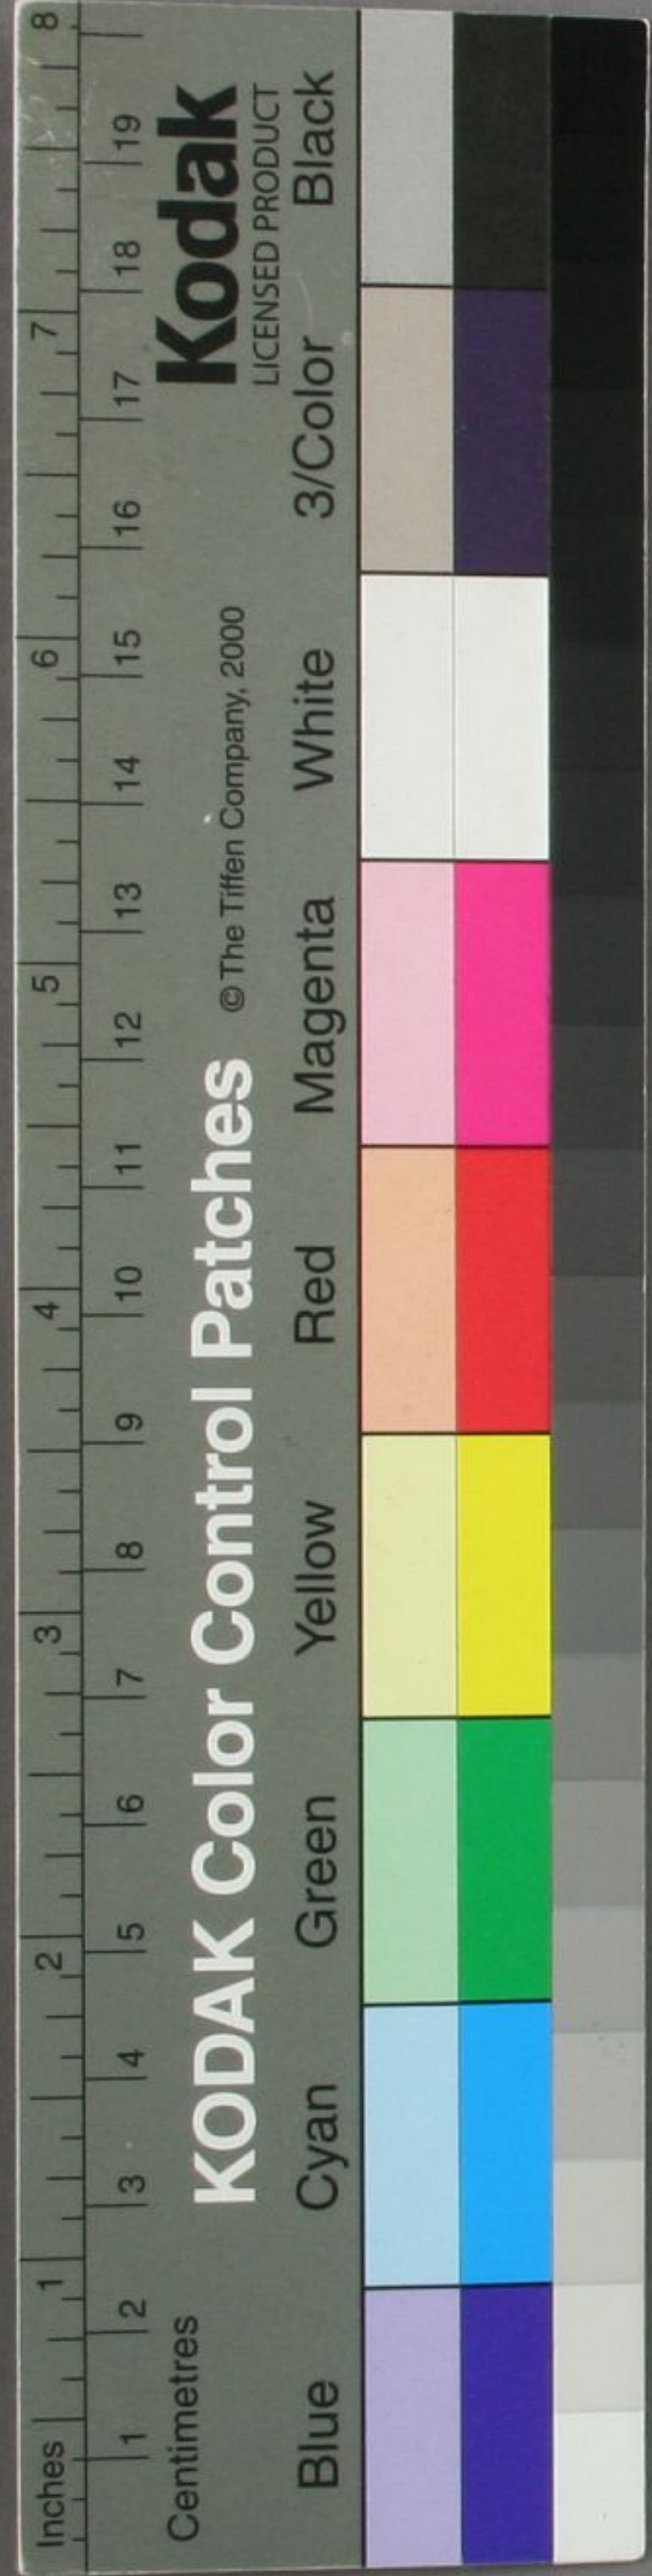 Inches 1 2 3 4 5 6 7 8
1 2 3 4 5 6 7 8 9 10 11 12 13 14 15 16 17 18 19
Centimetres
KODAK Color Control Patches © The Tiffen Company, 2000 Kodak
LICENSED PRODUCT
Blue Cyan Green Yellow Red Magenta White 3/Color Black